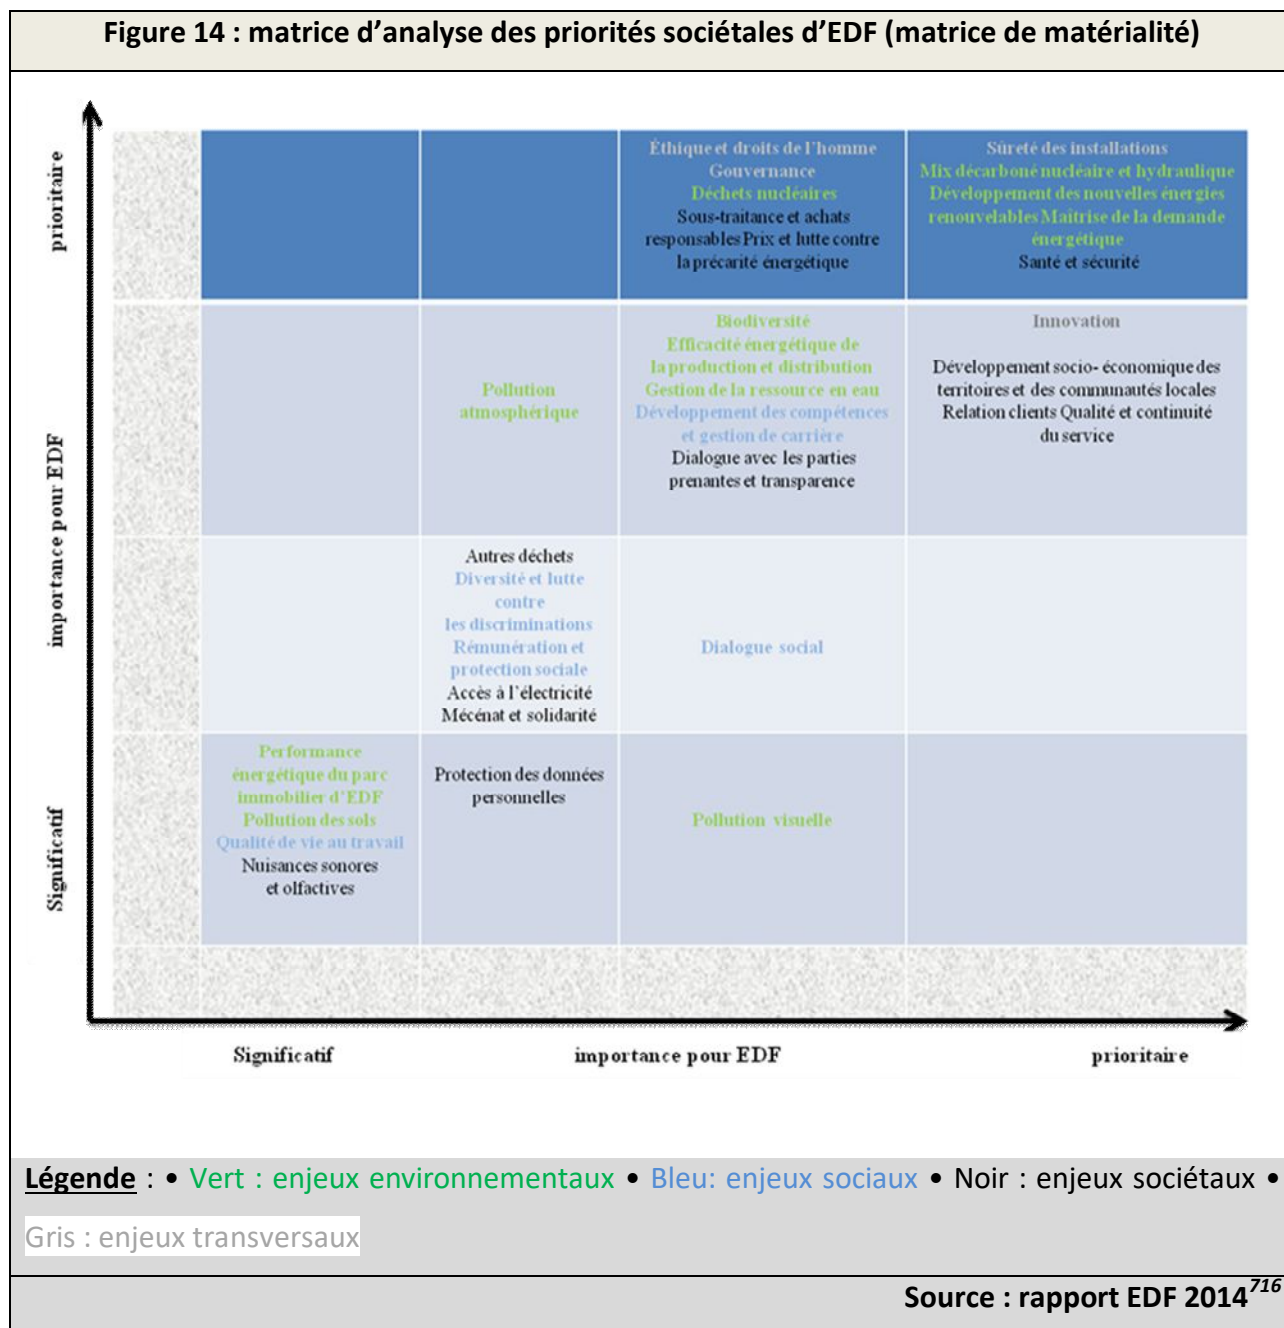 Figure 14 : matrice d’analyse des priorités sociétales d’EDF (matrice de matérialité)
prioritaire
importance pour EDF
Significatif
Éthique et droits de l’homme
Gouvernance
Déchets nucléaires
Sous-traitance et achats
responsables Prix et lutte contre
la précarité énergétique
Sûreté des installations
Mix décarboné nucléaire et hydraulique
Développement des nouvelles énergies
renouvelables Maîtrise de la demande
énergétique
Santé et sécurité
Pollution
atmosphérique
Biodiversité
Efficacité énergétique de
la production et distribution
Gestion de la ressource en eau
Développement des compétences
et gestion de carrière
Dialogue avec les parties
prenantes et transparence
Innovation
Développement socio- économique des
territoires et des communautés locales
Relation clients Qualité et continuité
du service
Autres déchets
Diversité et lutte
contre
les discriminations
Rémunération et
protection sociale
Accès à l’électricité
Mécénat et solidarité
Dialogue social
Performance
énergétique du parc
immobilier d’EDF
Pollution des sols
Qualité de vie au travail
Nuisances sonores
et olfactives
Protection des données
personnelles
Pollution visuelle
Significatif
importance pour EDF
prioritaire
Légende : • Vert : enjeux environnementaux • Bleu: enjeux sociaux • Noir : enjeux sociétaux •
Gris : enjeux transversaux
Source : rapport EDF 2014716